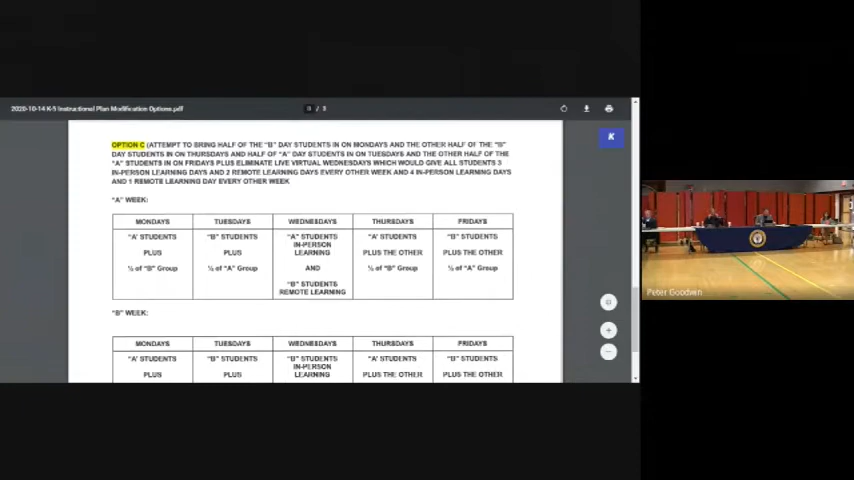 2020-10-14 K-5 Instructional Plan Modification Options.pdf
3 / 3
OPTION C (ATTEMPT TO BRING HALF OF THE "B" DAY STUDENTS IN ON MONDAYS AND THE OTHER HALF OF THE "B"
DAY STUDENTS IN ON THURSDAYS AND HALF OF "A" DAY STUDENTS IN ON TUESDAYS AND THE OTHER HALF OF THE
"A" STUDENTS IN ON FRIDAYS PLUS ELIMINATE LIVE VIRTUAL WEDNESDAYS WHICH WOULD GIVE ALL STUDENTS 3
IN-PERSON LEARNING DAYS AND 2 REMOTE LEARNING DAYS EVERY OTHER WEEK AND 4 IN-PERSON LEARNING DAYS
AND 1 REMOTE LEARNING DAY EVERY OTHER WEEK
"A" WEEK:
MONDAYS TUESDAYS WEDNESDAYS THURSDAYS FRIDAYS
"A" STUDENTS "B" STUDENTS "A" STUDENTS "A" STUDENTS "B" STUDENTS
IN-PERSON
PLUS PLUS LEARNING PLUS THE OTHER PLUS THE OTHER
½ of "B" Group ½ of "A" Group AND ½ of "B" Group ½ of "A" Group
"B" STUDENTS
REMOTE LEARNING
"B" WEEK:
MONDAYS TUESDAYS WEDNESDAYS THURSDAYS FRIDAYS
"A" STUDENTS "B" STUDENTS "B" STUDENTS "A" STUDENTS "B" STUDENTS
IN-PERSON
PLUS PLUS LEARNING PLUS THE OTHER PLUS THE OTHER
K
Peter Goodwin